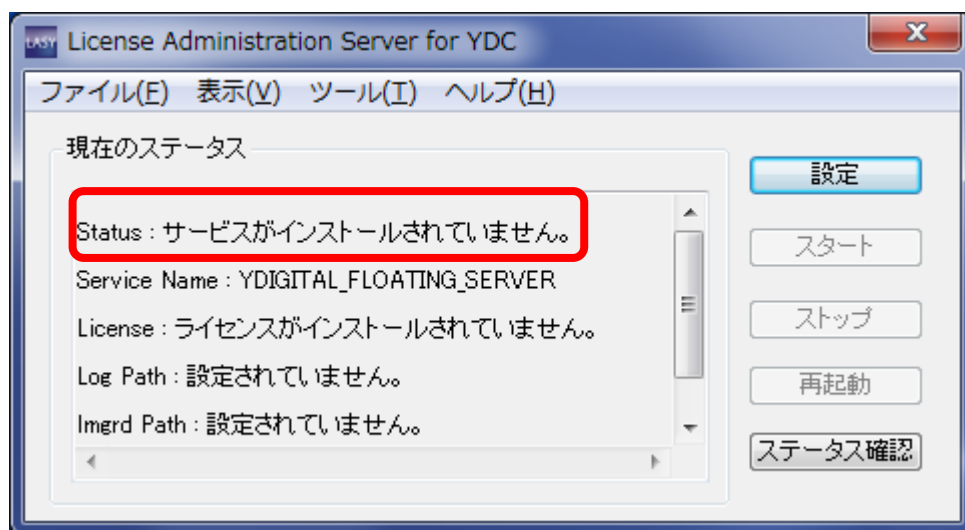 LASY License Administration Server for YDC
ファイル(F) 表示(V) ツール(T) ヘルプ(H)
現在のステータス
Status : サービスがインストールされていません。
Service Name : YDIGITAL_FLOATING_SERVER
License : ライセンスがインストールされていません。
Log Path : 設定されていません。
lmgrd Path : 設定されていません。
設定
スタート
ストップ
再起動
ステータス確認